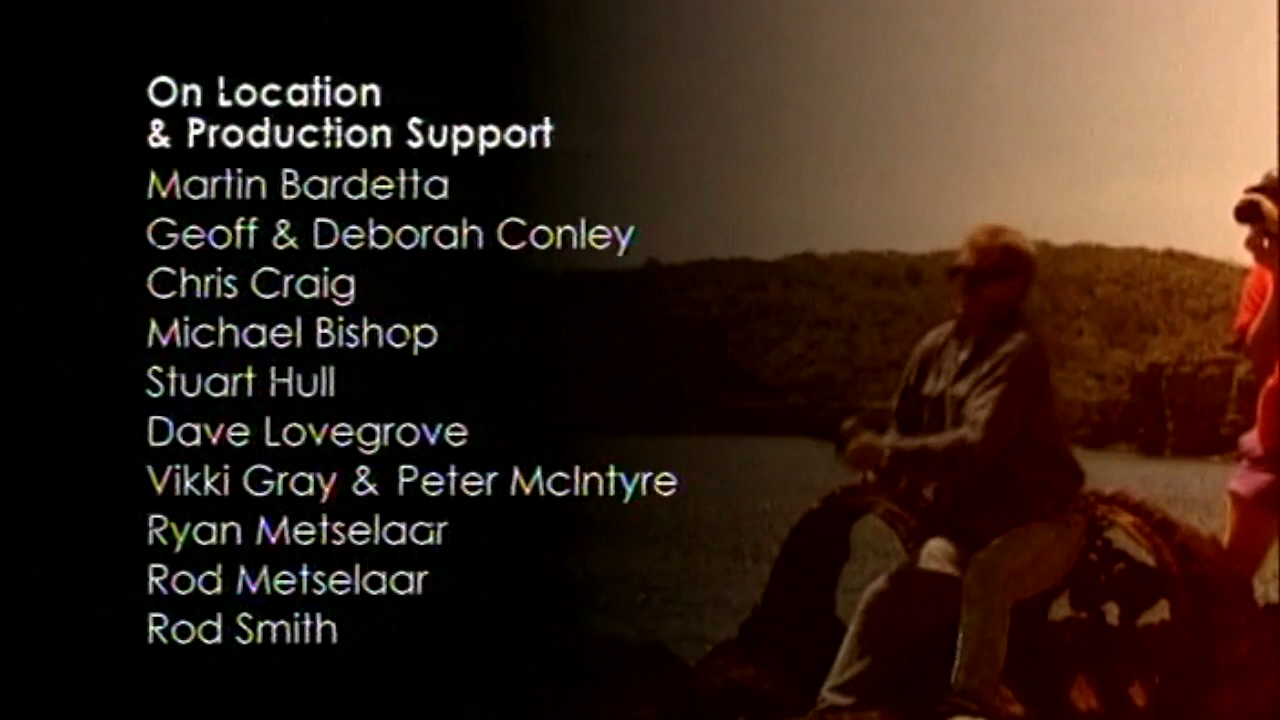 On Location
& Production Support
Martin Bardetta
Geoff & Deborah Conley
Chris Craig
Michael Bishop
Stuart Hull
Dave Lovegrove
Vikki Gray & Peter McIntyre
Ryan Metselaar
Rod Metselaar
Rod Smith